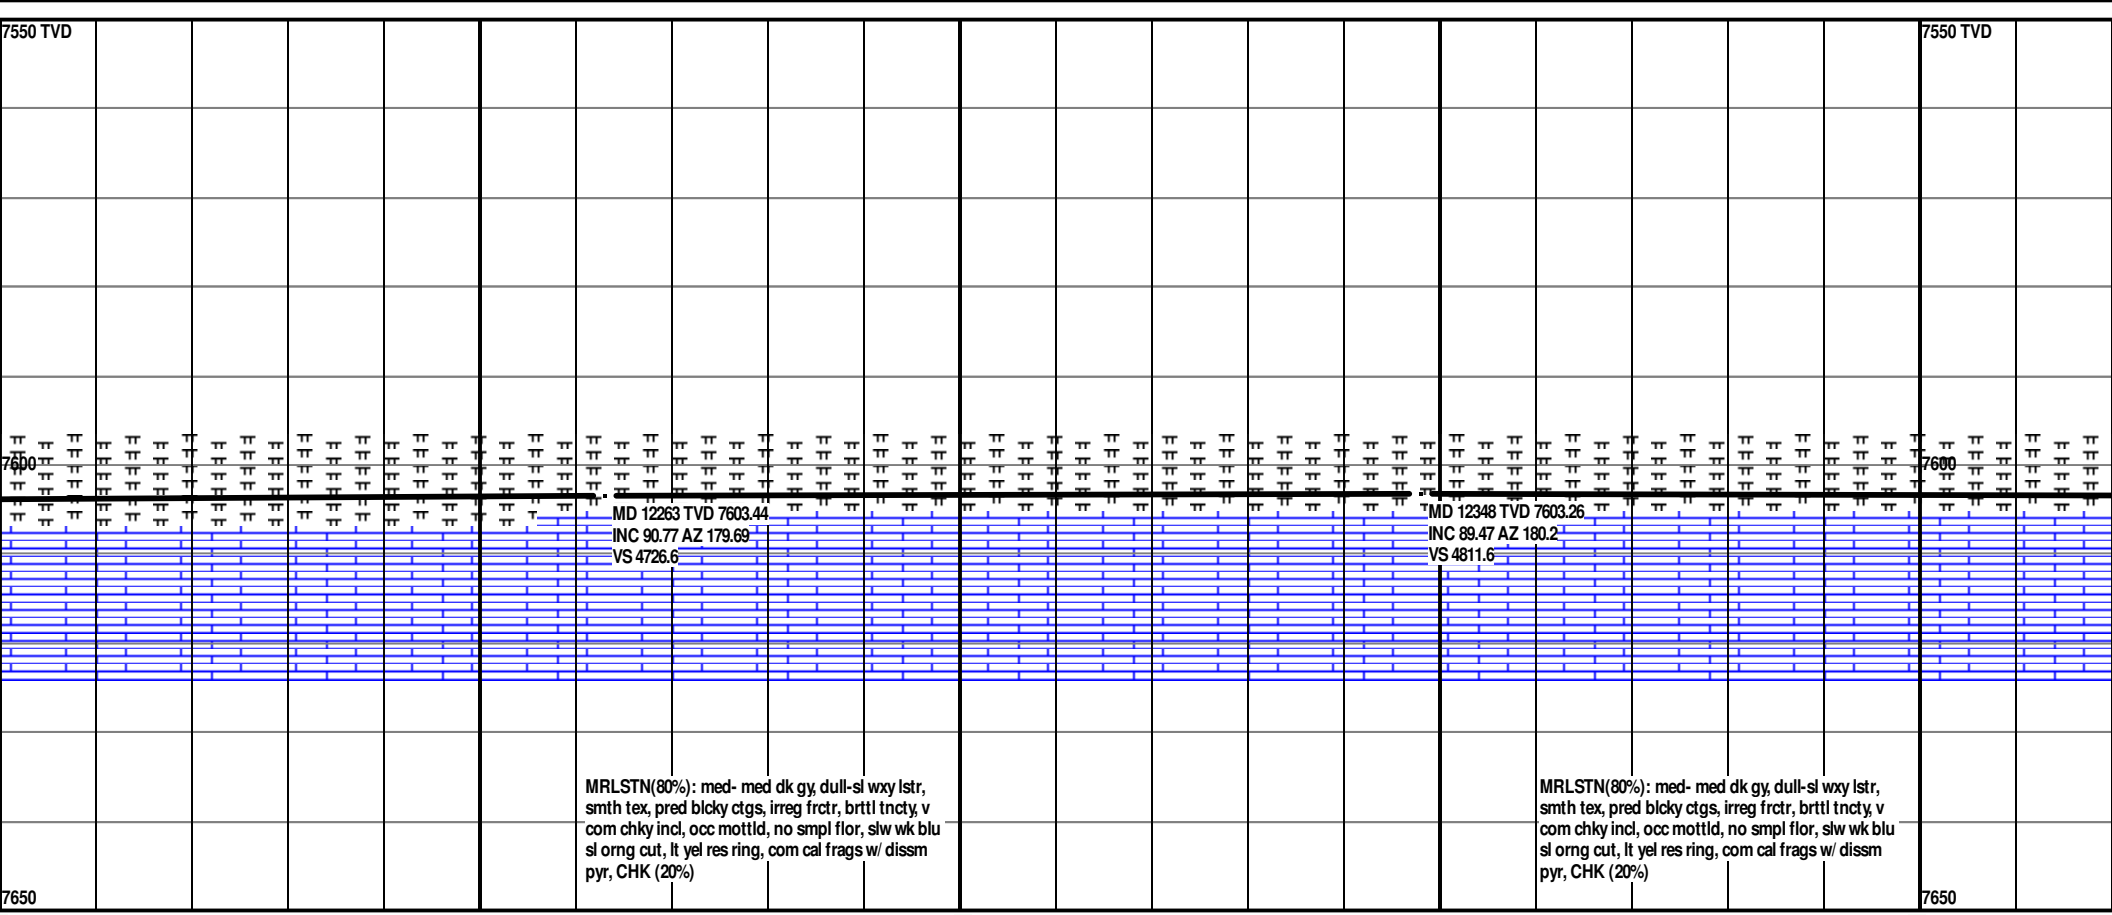 7550 TVD
7550 TVD
7600
7600
MD 12263 TVD 7603.44
INC 90.77 AZ 179.69
VS 4726.6
MD 12348 TVD 7603.26
INC 89.47 AZ 180.2
VS 4811.6
MRLSTN(80%): med- med dk gy, dull-sl wxy lstr,
smth tex, pred blcky ctgs, irreg frctr, brttl tncty, v
com chky incl, occ mottld, no smpl flor, slw wk blu
sl orng cut, lt yel res ring, com cal frags w/ dissm
pyr, CHK (20%)
MRLSTN(80%): med- med dk gy, dull-sl wxy lstr,
smth tex, pred blcky ctgs, irreg frctr, brttl tncty, v
com chky incl, occ mottld, no smpl flor, slw wk blu
sl orng cut, lt yel res ring, com cal frags w/ dissm
pyr, CHK (20%)
7650
7650